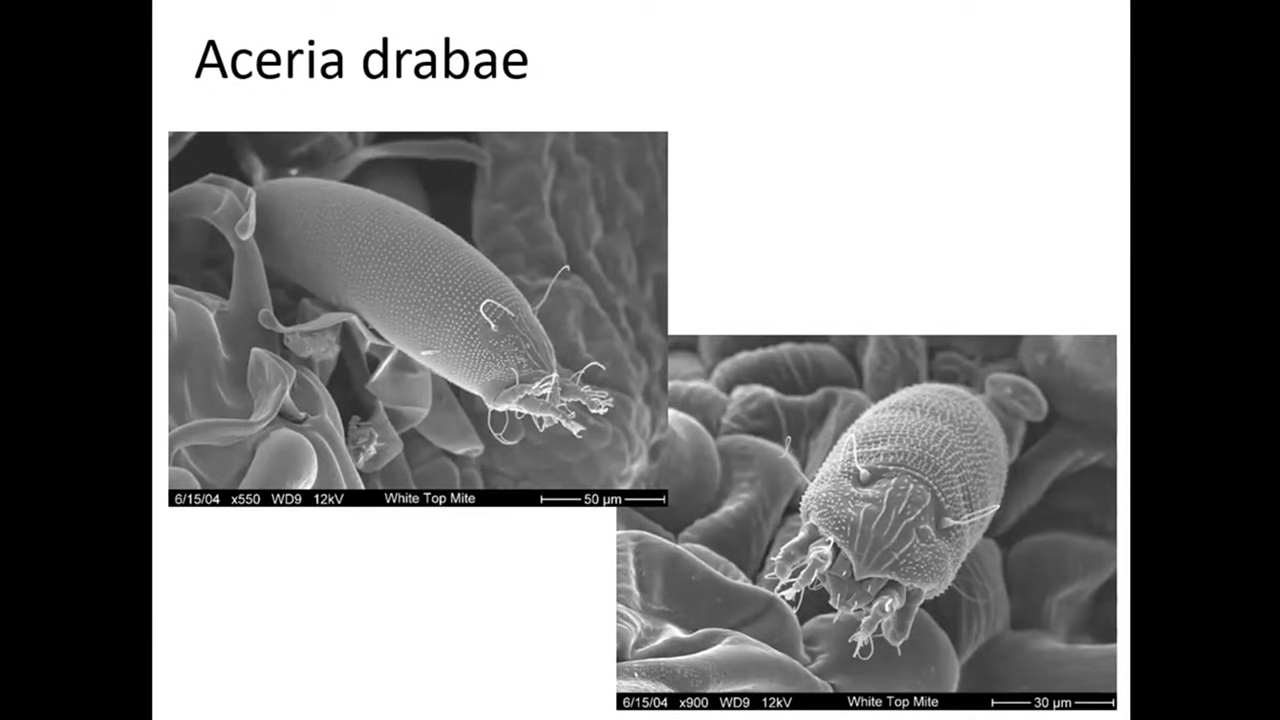 Aceria drabae
6/15/04 x550 WD9 12kV White Top Mite 50 µm
6/15/04 x900 WD9 12kV White Top Mite 30 µm